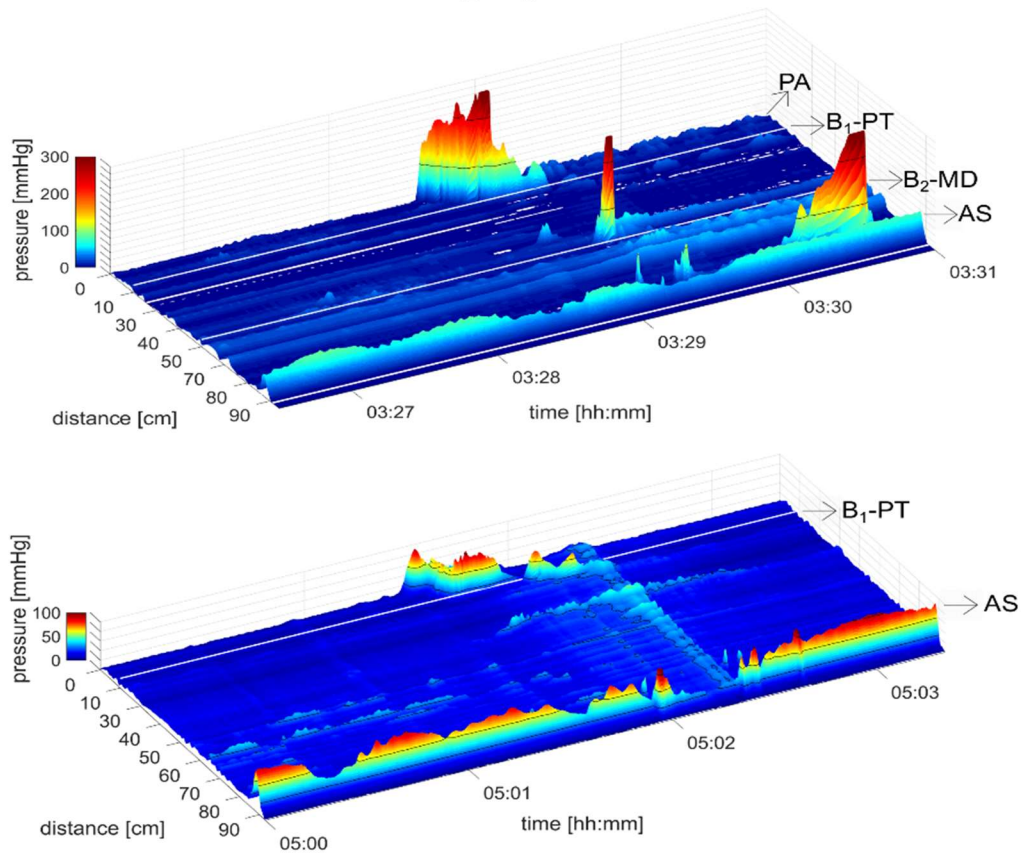 PA
B1-PT
B2-MD
AS
pressure [mmHg]
300
200
100
0
0
10
30
40
50
70
80
90
distance [cm]
03:27
03:28
03:29
03:30
03:31
time [hh:mm]
B1-PT
AS
pressure [mmHg]
100
50
0
0
10
30
40
50
60
70
80
90
distance [cm]
05:00
05:01
05:02
05:03
time [hh:mm]